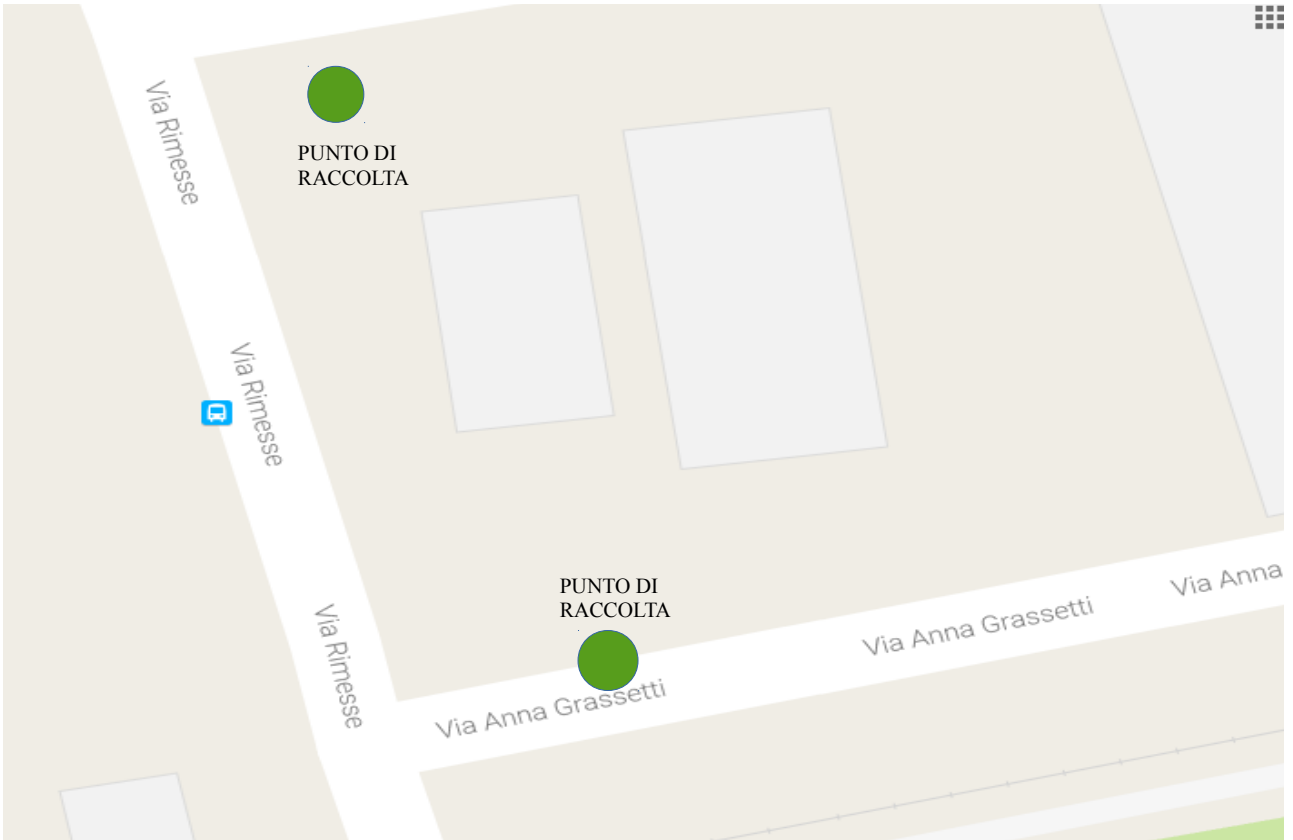 Via Rimesse
PUNTO DI
RACCOLTA
Via Rimesse
PUNTO DI
RACCOLTA
Via Rimesse
Via Anna Grassetti
Via Anna Grassetti
Via Anna